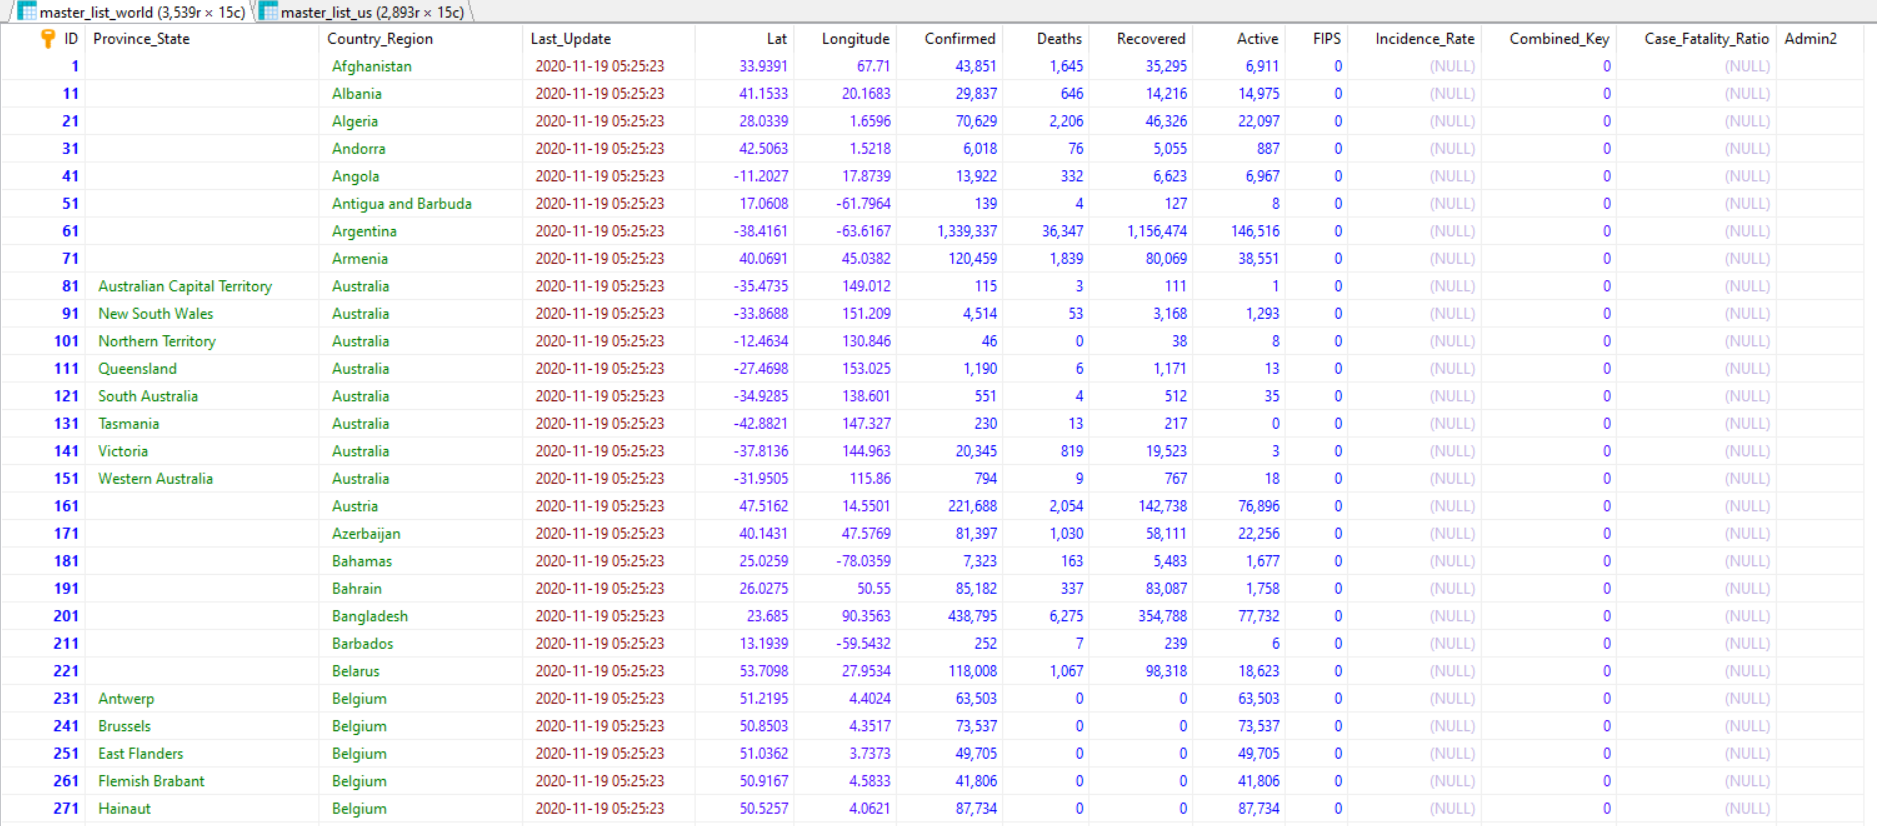 master_list_world (3,539r × 15c) master_list_us (2,893r × 15c)
ID Province_State Country_Region Last_Update Lat Longitude Confirmed Deaths Recovered Active FIPS Incidence_Rate Combined_Key Case_Fatality_Ratio Admin2
1 Afghanistan 2020-11-19 05:25:23 33.9391 67.71 43,851 1,645 35,295 6,911 0 (NULL) 0 (NULL)
11 Albania 2020-11-19 05:25:23 41.1533 20.1683 29,837 646 14,216 14,975 0 (NULL) 0 (NULL)
21 Algeria 2020-11-19 05:25:23 28.0339 1.6596 70,629 2,206 46,326 22,097 0 (NULL) 0 (NULL)
31 Andorra 2020-11-19 05:25:23 42.5063 1.5218 6,018 76 5,055 887 0 (NULL) 0 (NULL)
41 Angola 2020-11-19 05:25:23 -11.2027 17.8739 13,922 332 6,623 6,967 0 (NULL) 0 (NULL)
51 Antigua and Barbuda 2020-11-19 05:25:23 17.0608 -61.7964 139 4 127 8 0 (NULL) 0 (NULL)
61 Argentina 2020-11-19 05:25:23 -38.4161 -63.6167 1,339,337 36,347 1,156,474 146,516 0 (NULL) 0 (NULL)
71 Armenia 2020-11-19 05:25:23 40.0691 45.0382 120,459 1,839 80,069 38,551 0 (NULL) 0 (NULL)
81 Australian Capital Territory Australia 2020-11-19 05:25:23 -35.4735 149.012 115 3 111 1 0 (NULL) 0 (NULL)
91 New South Wales Australia 2020-11-19 05:25:23 -33.8688 151.209 4,514 53 3,168 1,293 0 (NULL) 0 (NULL)
101 Northern Territory Australia 2020-11-19 05:25:23 -12.4634 130.846 46 0 38 8 0 (NULL) 0 (NULL)
111 Queensland Australia 2020-11-19 05:25:23 -27.4698 153.025 1,190 6 1,171 13 0 (NULL) 0 (NULL)
121 South Australia Australia 2020-11-19 05:25:23 -34.9285 138.601 551 4 512 35 0 (NULL) 0 (NULL)
131 Tasmania Australia 2020-11-19 05:25:23 -42.8821 147.327 230 13 217 0 0 (NULL) 0 (NULL)
141 Victoria Australia 2020-11-19 05:25:23 -37.8136 144.963 20,345 819 19,523 3 0 (NULL) 0 (NULL)
151 Western Australia Australia 2020-11-19 05:25:23 -31.9505 115.86 794 9 767 18 0 (NULL) 0 (NULL)
161 Austria 2020-11-19 05:25:23 47.5162 14.5501 221,688 2,054 142,738 76,896 0 (NULL) 0 (NULL)
171 Azerbaijan 2020-11-19 05:25:23 40.1431 47.5769 81,397 1,030 58,111 22,256 0 (NULL) 0 (NULL)
181 Bahamas 2020-11-19 05:25:23 25.0259 -78.0359 7,323 163 5,483 1,677 0 (NULL) 0 (NULL)
191 Bahrain 2020-11-19 05:25:23 26.0275 50.55 85,182 337 83,087 1,758 0 (NULL) 0 (NULL)
201 Bangladesh 2020-11-19 05:25:23 23.685 90.3563 438,795 6,275 354,788 77,732 0 (NULL) 0 (NULL)
211 Barbados 2020-11-19 05:25:23 13.1939 -59.5432 252 7 239 6 0 (NULL) 0 (NULL)
221 Belarus 2020-11-19 05:25:23 53.7098 27.9534 118,008 1,067 98,318 18,623 0 (NULL) 0 (NULL)
231 Antwerp Belgium 2020-11-19 05:25:23 51.2195 4.4024 63,503 0 0 63,503 0 (NULL) 0 (NULL)
241 Brussels Belgium 2020-11-19 05:25:23 50.8503 4.3517 73,537 0 0 73,537 0 (NULL) 0 (NULL)
251 East Flanders Belgium 2020-11-19 05:25:23 51.0362 3.7373 49,705 0 0 49,705 0 (NULL) 0 (NULL)
261 Flemish Brabant Belgium 2020-11-19 05:25:23 50.9167 4.5833 41,806 0 0 41,806 0 (NULL) 0 (NULL)
271 Hainaut Belgium 2020-11-19 05:25:23 50.5257 4.0621 87,734 0 0 87,734 0 (NULL) 0 (NULL)